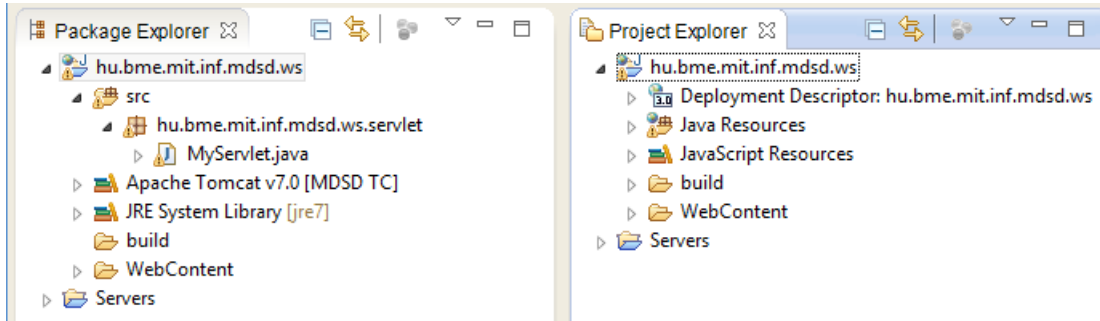 Package Explorer
hu.bme.mit.inf.mdsd.ws
src
hu.bme.mit.inf.mdsd.ws.servlet
MyServlet.java
Apache Tomcat v7.0 [MDSD TC]
JRE System Library [jre7]
build
WebContent
Servers
Project Explorer
hu.bme.mit.inf.mdsd.ws
3.0 Deployment Descriptor: hu.bme.mit.inf.mdsd.ws
Java Resources
JavaScript Resources
build
WebContent
Servers